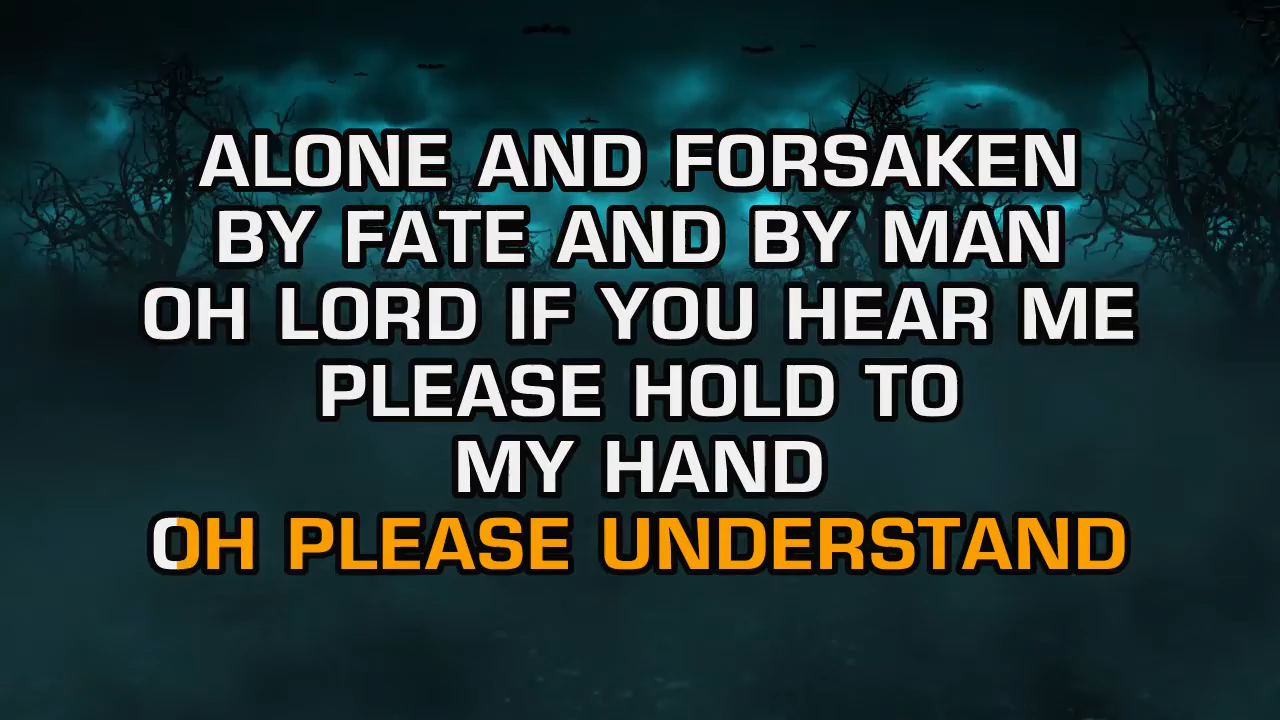 ALONE AND FORSAKEN
BY FATE AND BY MAN
OH LORD IF YOU HEAR ME
PLEASE HOLD TO
MY HAND
OH PLEASE UNDERSTAND